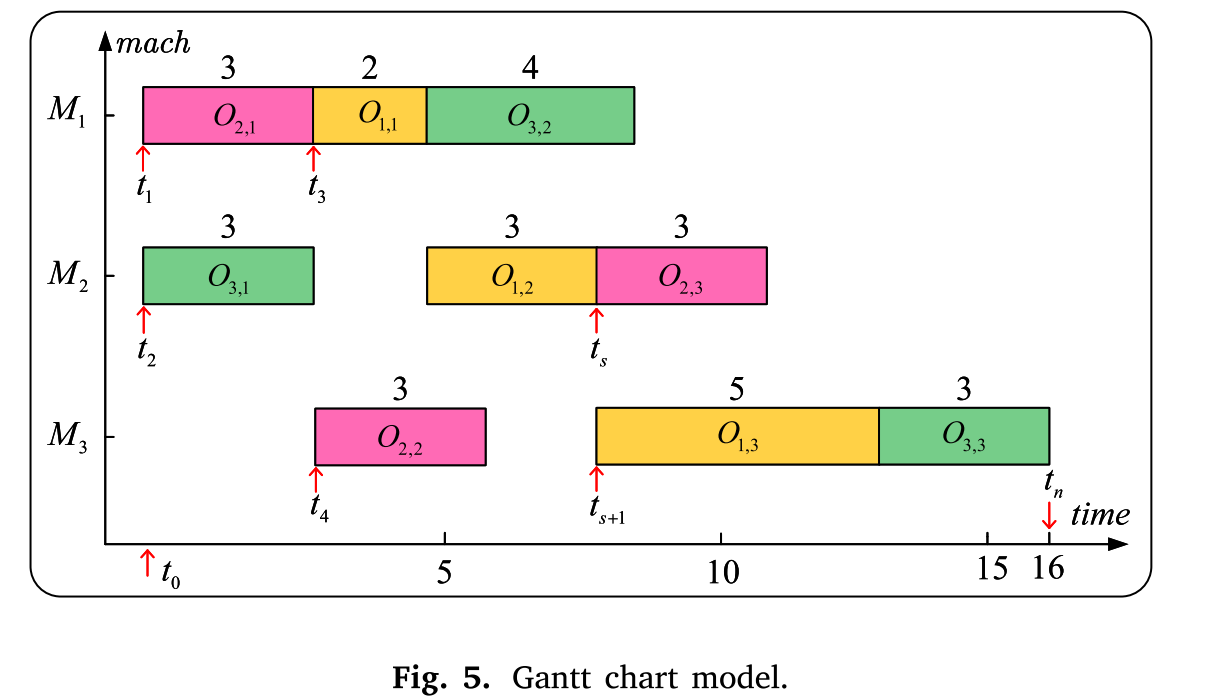 mach
3 2 4
M1 O2,1 O1,1 O3,2
t1 t3
3 3 3
M2 O3,1 O1,2 O2,3
t2 ts
3 5 3
M3 O2,2 O1,3 O3,3
t4 ts+1 tn
time
t0 5 10 15 16
Fig. 5. Gantt chart model.